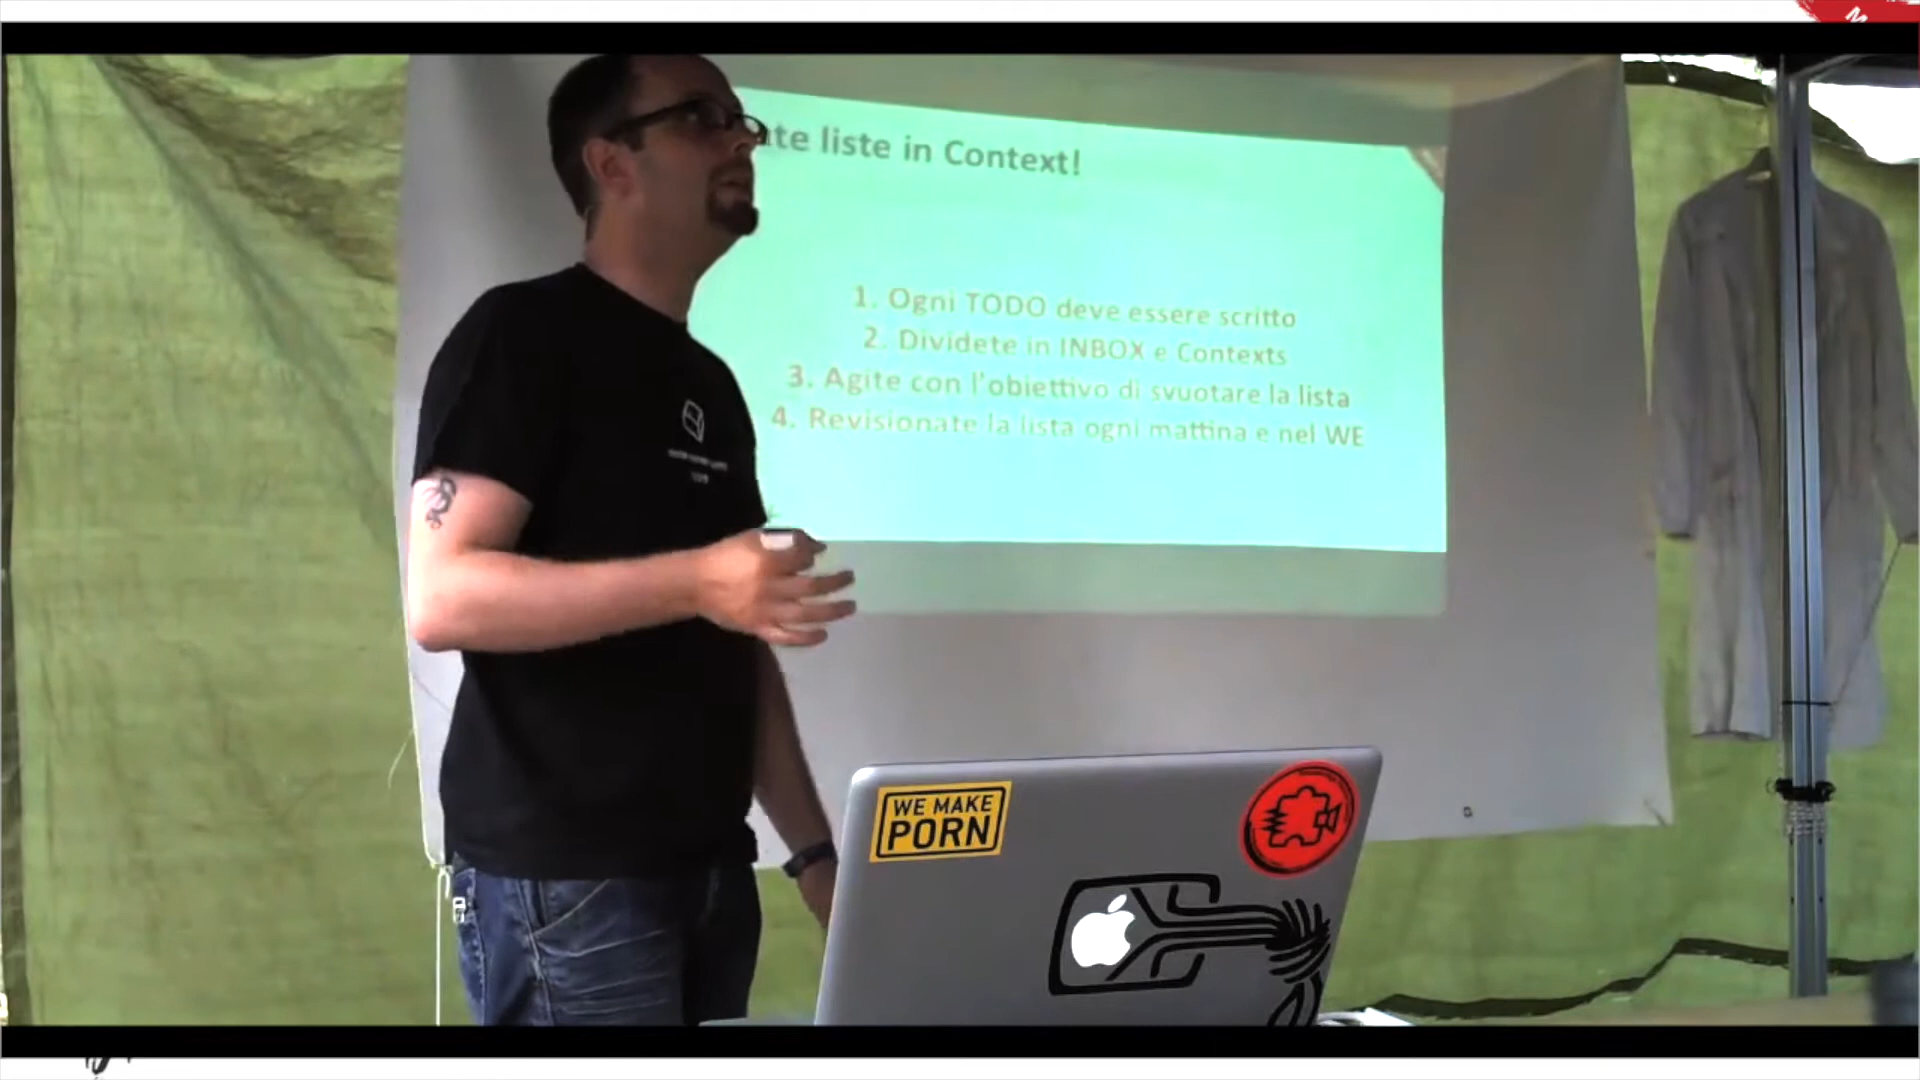 ate liste in Context!
1. Ogni TODO deve essere scritto
2. Dividete in INBOX e Contexts
3. Agite con l'obiettivo di svuotare la lista
4. Revisionate la lista ogni mattina e nel WE
WE MAKE
PORN